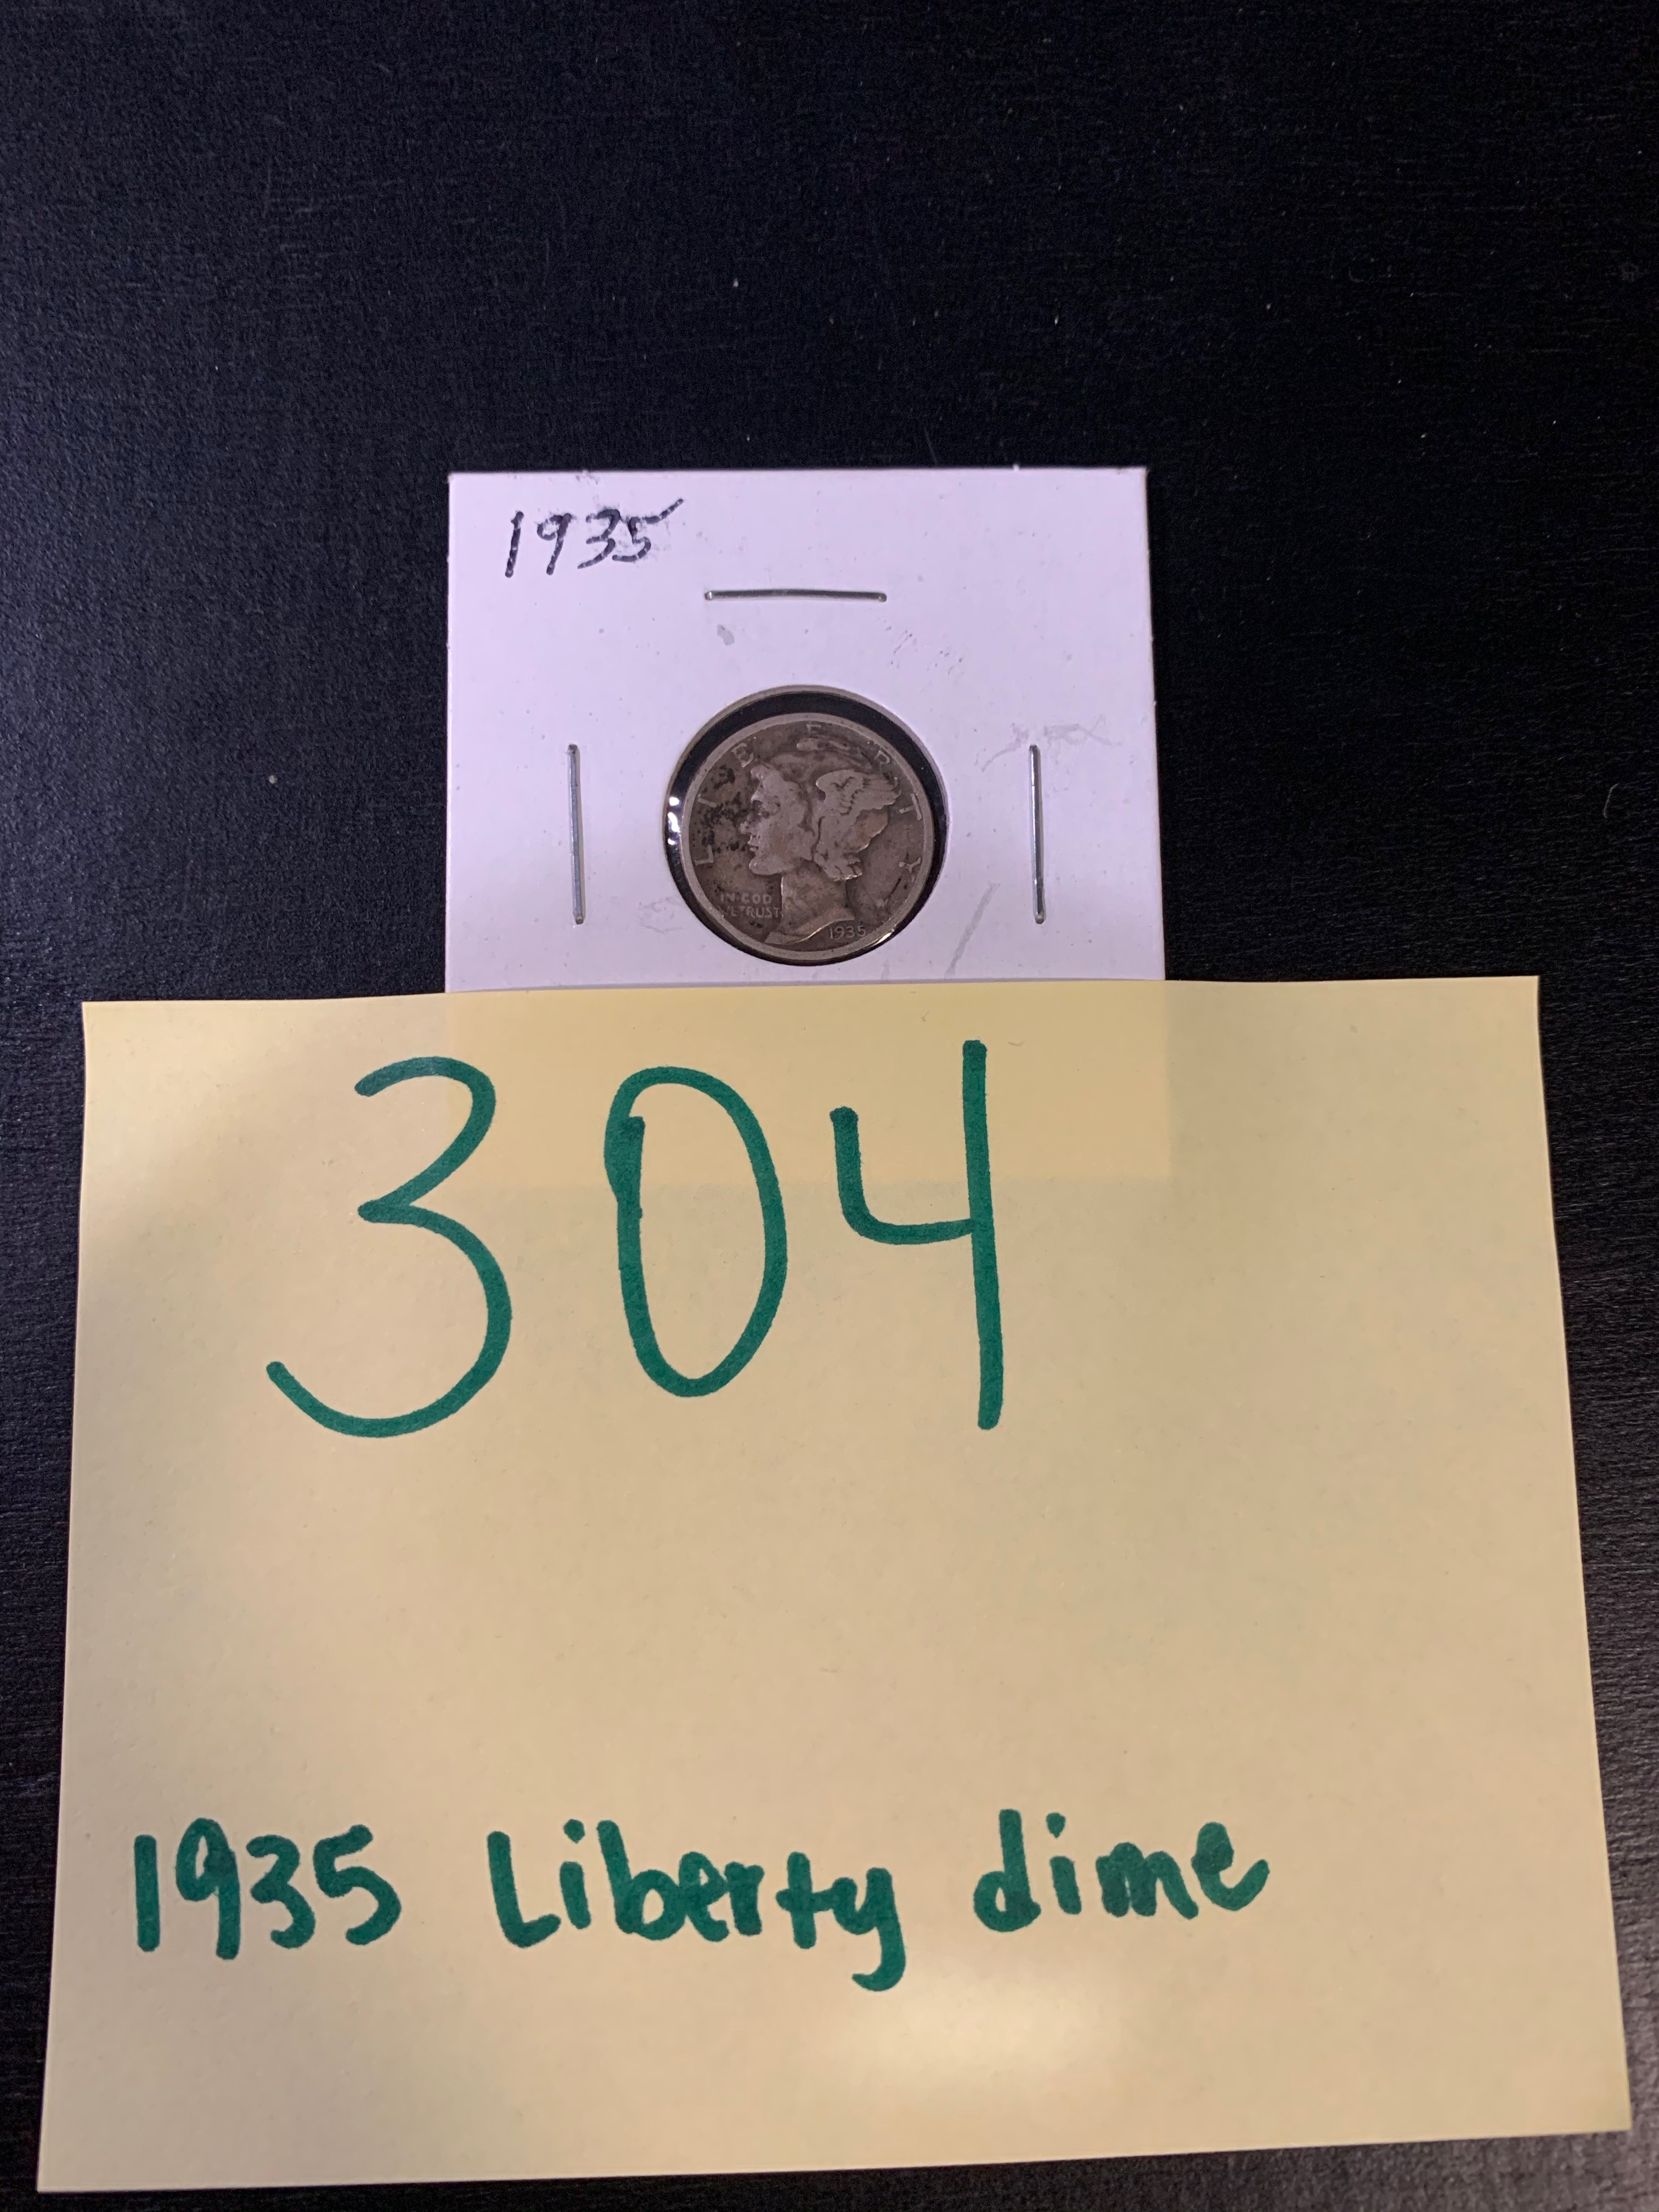 1935
LIBERTY
IN GOD
WE TRUST
1935
304
1935 Liberty dime